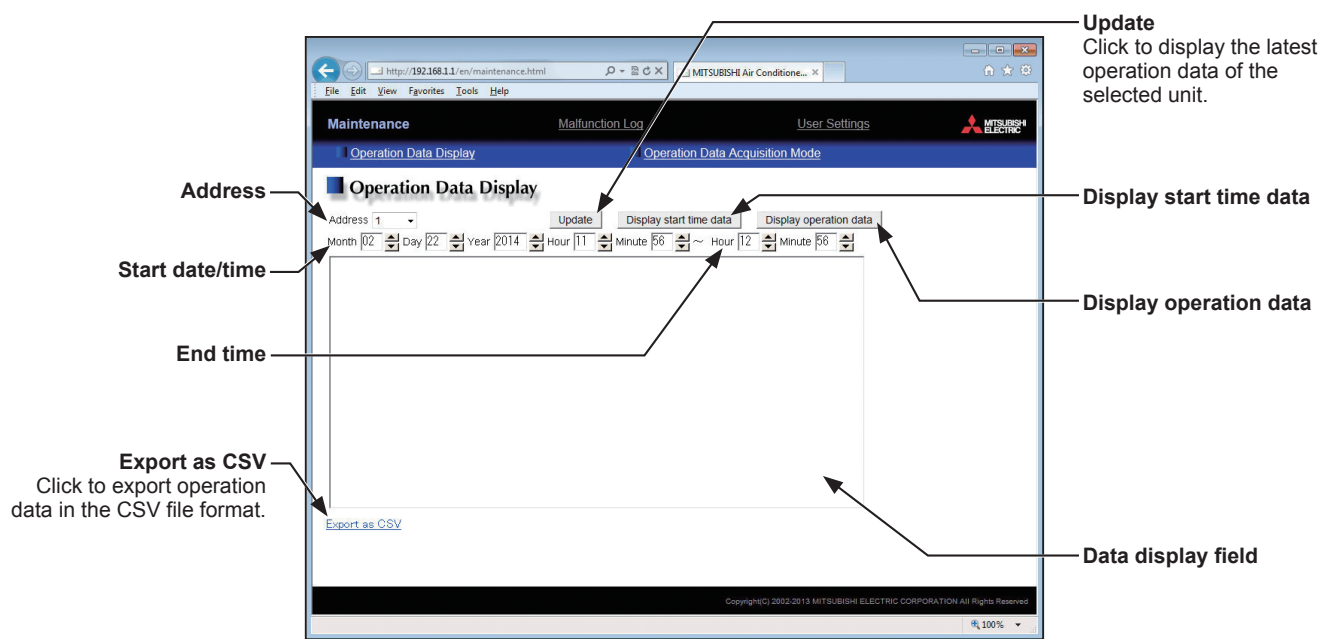 Update
Click to display the latest
operation data of the
selected unit.
http://192.168.1.1/en/maintenance.html
MITSUBISHI Air Conditione... ×
File Edit View Favorites Tools Help
Maintenance Malfunction Log User Settings
MITSUBISHI
ELECTRIC
Operation Data Display Operation Data Acquisition Mode
Operation Data Display
Address
Address 1 Update Display start time data Display operation data
Display start time data
Month 02 Day 22 Year 2014 Hour 11 Minute 56 ~ Hour 12 Minute 56
Start date/time
Display operation data
End time
Export as CSV
Click to export operation
data in the CSV file format.
Export as CSV
Data display field
Copyright(C) 2002-2013 MITSUBISHI ELECTRIC CORPORATION All Rights Reserved
100%